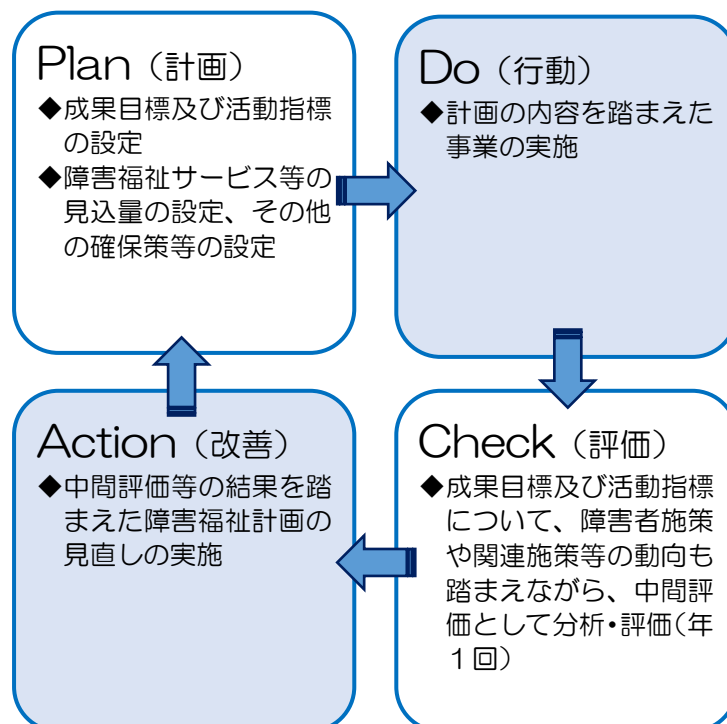 Plan（計画）
◆成果目標及び活動指標
の設定
◆障害福祉サービス等の
見込量の設定、その他
の確保策等の設定
Do（行動）
◆計画の内容を踏まえた
事業の実施
Action（改善）
◆中間評価等の結果を踏
まえた障害福祉計画の
見直しの実施
Check（評価）
◆成果目標及び活動指標
について、障害者施策
や関連施策等の動向も
踏まえながら、中間評
価として分析・評価（年
１回）